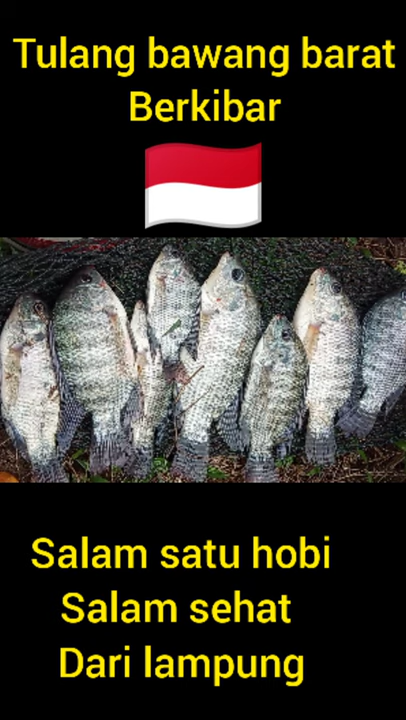 Tulang bawang barat
Berkibar
Salam satu hobi
Salam sehat
Dari lampung